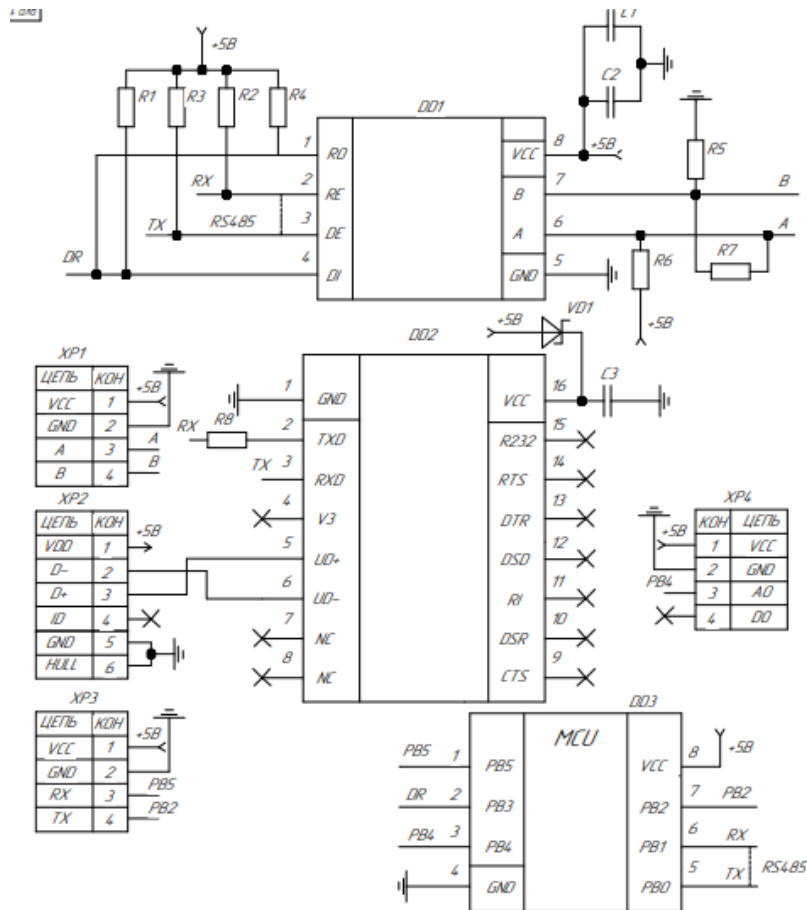 +5В
C1
C2
R1
R3
R2
R4
DD1
R5
1
RO
VCC
8
+5В
RX
2
RE
B
7
B
TX
RS485
3
DE
A
6
A
DR
4
DI
GND
5
R6
R7
+5В
+5В
VD1
DD2
1
GND
VCC
16
C3
RX
R8
2
TXD
R232
15
TX
3
RXD
RTS
14
4
V3
DTR
13
5
UD+
DSD
12
6
UD-
RI
11
7
NC
DSR
10
8
NC
CTS
9
XP1
ЦЕПЬ КОН
VCC 1 +5В
GND 2
A 3 A
B 4 B
XP2
ЦЕПЬ КОН
VDD 1 +5В
D- 2
D+ 3
ID 4
GND 5
HULL 6
XP3
ЦЕПЬ КОН
VCC 1 +5В
GND 2
RX 3 PB5
TX 4 PB2
XP4
КОН ЦЕПЬ
+5В 1 VCC
2 GND
PB4 3 AO
4 DO
DD3
MCU
PB5 1 PB5
VCC 8 +5В
DR 2 PB3
PB2 7 PB2
PB4 3 PB4
PB1 6 RX
4 GND
PB0 5 TX
RS485